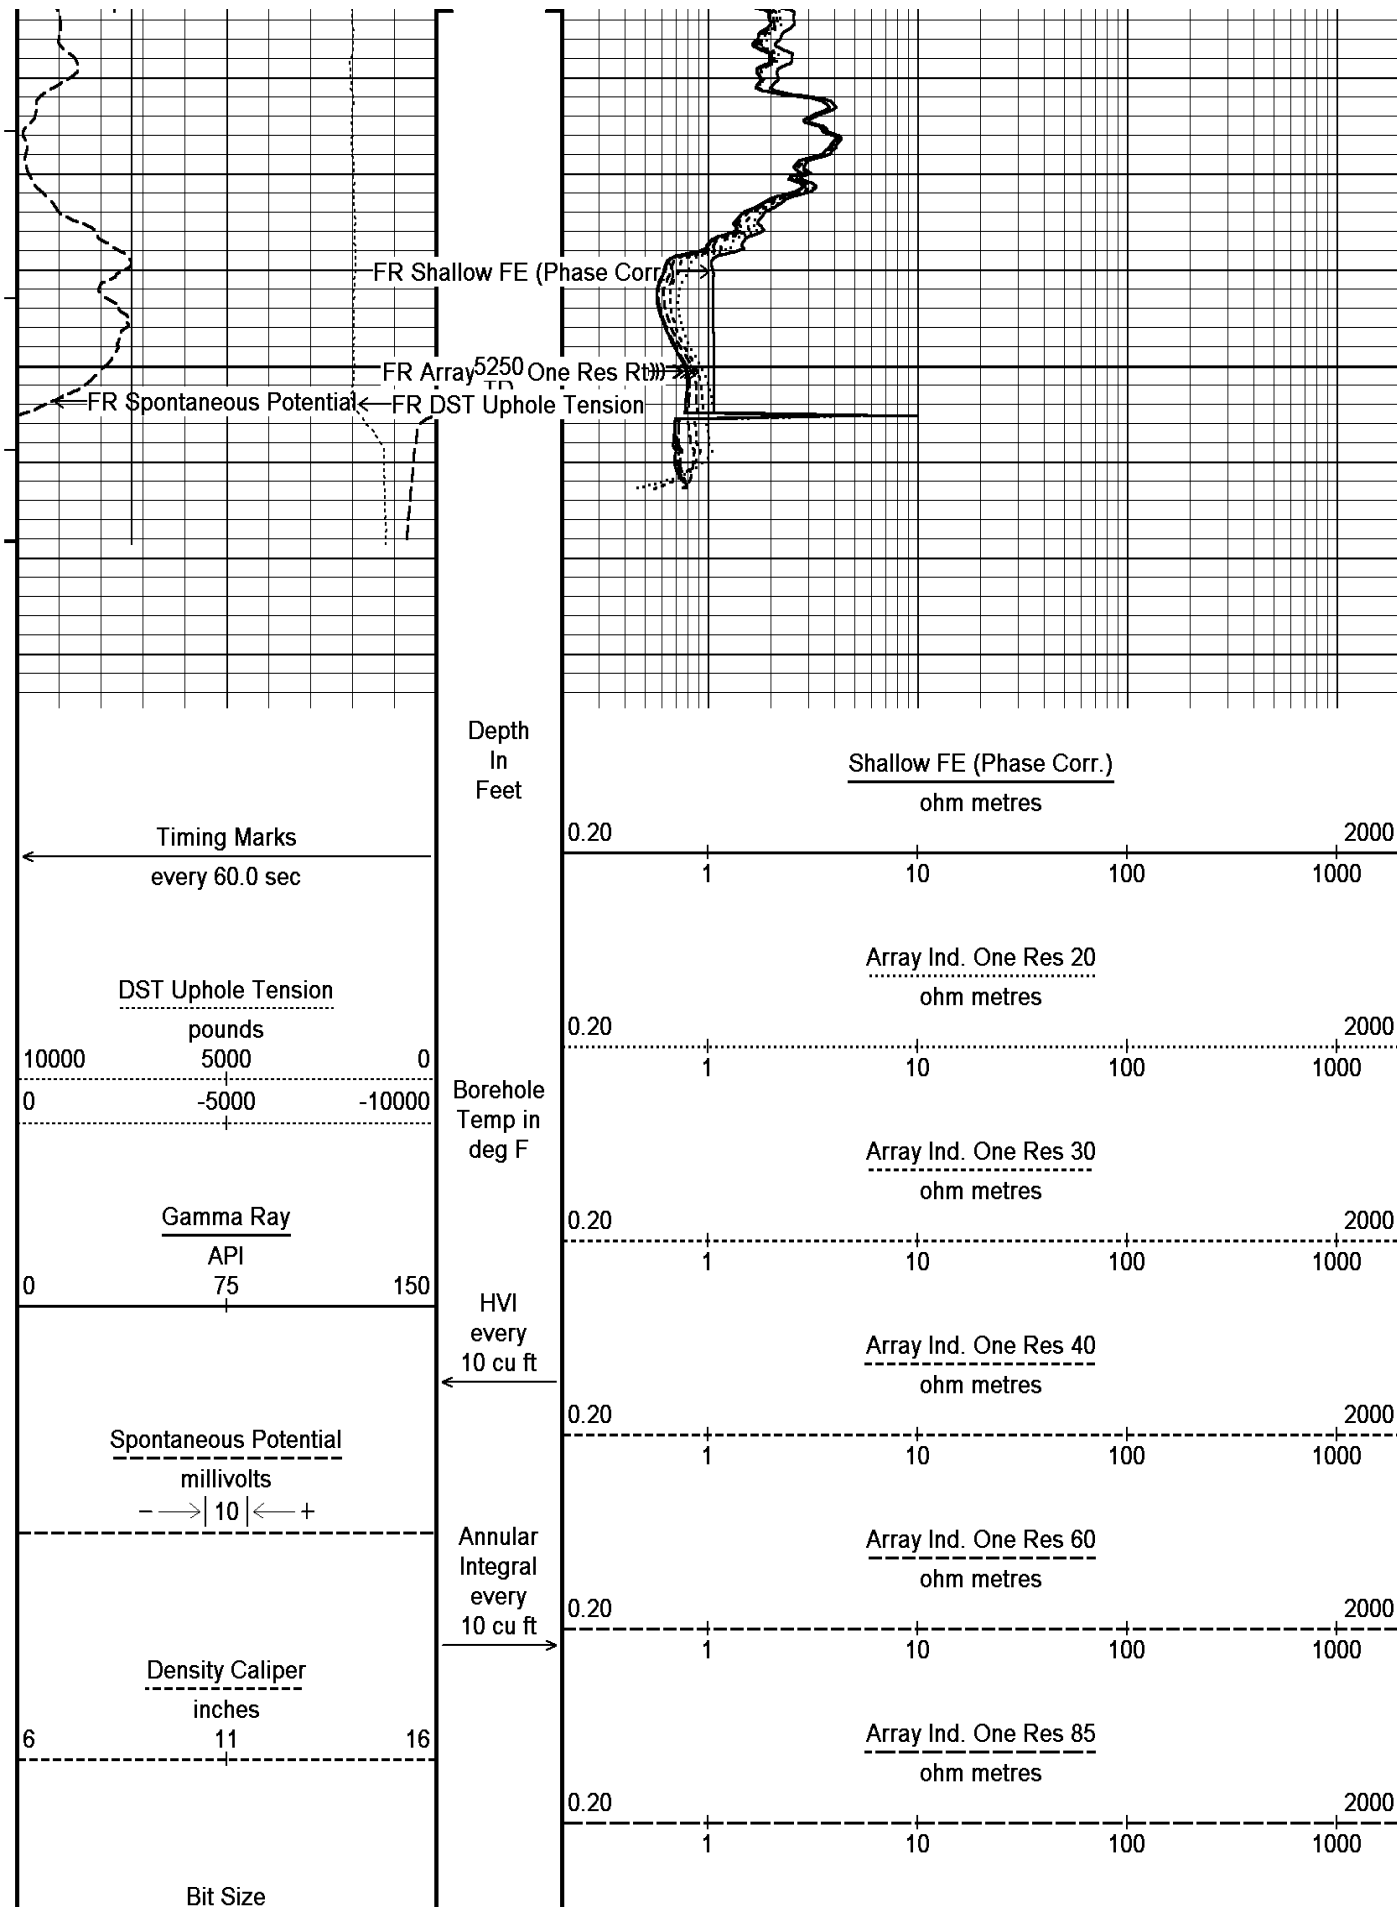 FR Shallow FE (Phase Corr.
5250
FR Array One Res Rt
TD
FR Spontaneous Potential
FR DST Uphole Tension
Depth
In
Feet
Shallow FE (Phase Corr.)
ohm metres
0.20 2000
1 10 100 1000
Timing Marks
every 60.0 sec
Array Ind. One Res 20
ohm metres
0.20 2000
1 10 100 1000
DST Uphole Tension
pounds
10000 5000 0
0 -5000 -10000
Borehole
Temp in
deg F
Array Ind. One Res 30
ohm metres
0.20 2000
1 10 100 1000
Gamma Ray
API
0 75 150
HVI
every
10 cu ft
Array Ind. One Res 40
ohm metres
0.20 2000
1 10 100 1000
Spontaneous Potential
millivolts
− 10 +
Annular
Integral
every
10 cu ft
Array Ind. One Res 60
ohm metres
0.20 2000
1 10 100 1000
Density Caliper
inches
6 11 16
Array Ind. One Res 85
ohm metres
0.20 2000
1 10 100 1000
Bit Size